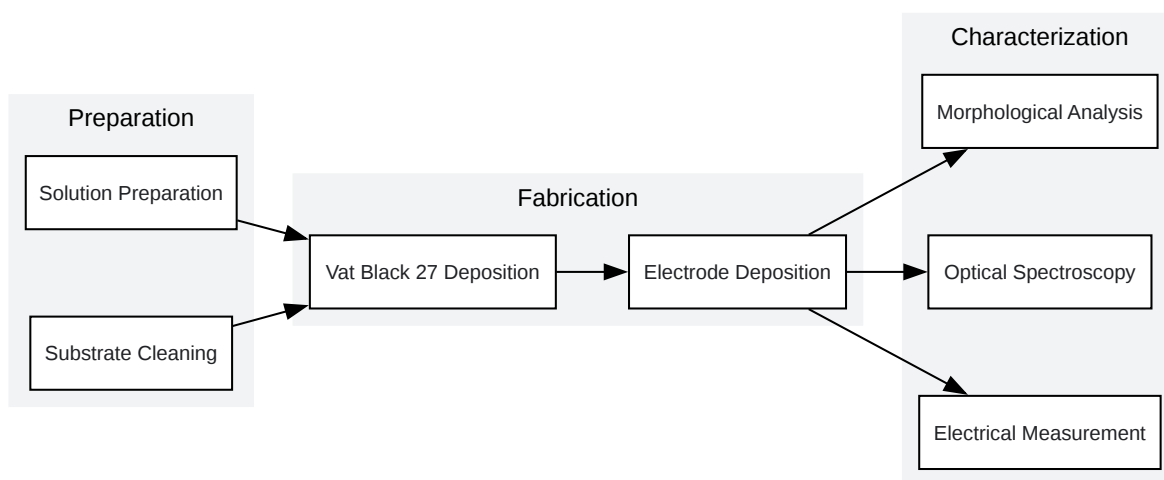 Preparation
Solution Preparation
Substrate Cleaning
Fabrication
Vat Black 27 Deposition
Electrode Deposition
Characterization
Morphological Analysis
Optical Spectroscopy
Electrical Measurement